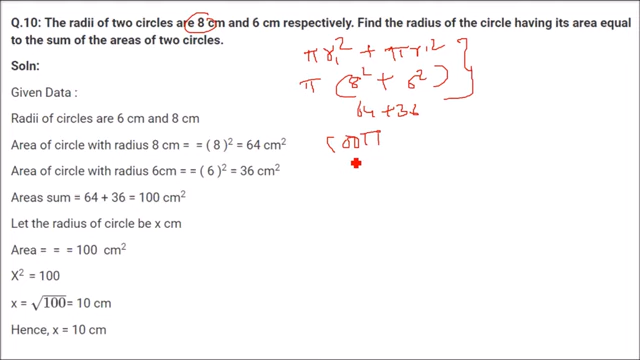 Q.10: The radii of two circles are 8 cm and 6 cm respectively. Find the radius of the circle having its area equal
to the sum of the areas of two circles.
Soln:
Given Data :
Radii of circles are 6 cm and 8 cm
Area of circle with radius 8 cm = = ( 8 )² = 64 cm²
Area of circle with radius 6cm = = ( 6 )² = 36 cm²
Areas sum = 64 + 36 = 100 cm²
Let the radius of circle be x cm
Area = = = 100 cm²
X² = 100
x = √100 = 10 cm
Hence, x = 10 cm
πr₁² + πr₂²
π (8² + 6²)
64 + 36
100π